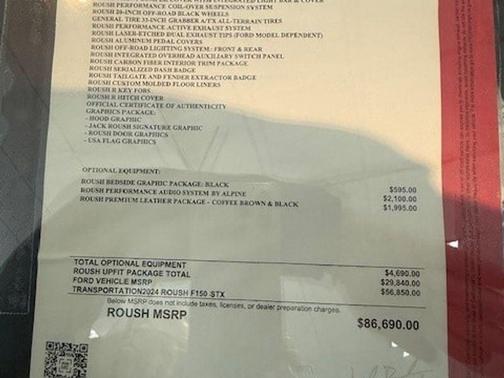 ROUSH PERFORMANCE COIL-OVER SUSPENSION SYSTEM
ROUSH 20-INCH OFF-ROAD BLACK WHEELS
GENERAL TIRE 33-INCH GRABBER A/TX ALL-TERRAIN TIRES
ROUSH PERFORMANCE ACTIVE EXHAUST SYSTEM
ROUSH LASER-ETCHED DUAL EXHAUST TIPS (FORD MODEL DEPENDENT)
ROUSH ALUMINUM PEDAL COVERS
ROUSH OFF-ROAD LIGHTING SYSTEM: FRONT & REAR
ROUSH INTEGRATED OVERHEAD AUXILIARY SWITCH PANEL
ROUSH CARBON FIBER INTERIOR TRIM PACKAGE
ROUSH SERIALIZED DASH BADGE
ROUSH TAILGATE AND FENDER EXTRACTOR BADGE
ROUSH CUSTOM MOLDED FLOOR LINERS
ROUSH R KEY FOBS
ROUSH R HITCH COVER
OFFICIAL CERTIFICATE OF AUTHENTICITY
GRAPHICS PACKAGE:
- HOOD GRAPHIC
- JACK ROUSH SIGNATURE GRAPHIC
- ROUSH DOOR GRAPHICS
- USA FLAG GRAPHICS
OPTIONAL EQUIPMENT:
ROUSH BEDSIDE GRAPHIC PACKAGE: BLACK $595.00
ROUSH PERFORMANCE AUDIO SYSTEM BY ALPINE $2,100.00
ROUSH PREMIUM LEATHER PACKAGE - COFFEE BROWN & BLACK $1,995.00
TOTAL OPTIONAL EQUIPMENT $4,690.00
ROUSH UPFIT PACKAGE TOTAL $29,840.00
FORD VEHICLE MSRP $56,850.00
TRANSPORTATION2024 ROUSH F150 STX
Below MSRP does not include taxes, licenses, or dealer preparation charges.
ROUSH MSRP $86,690.00